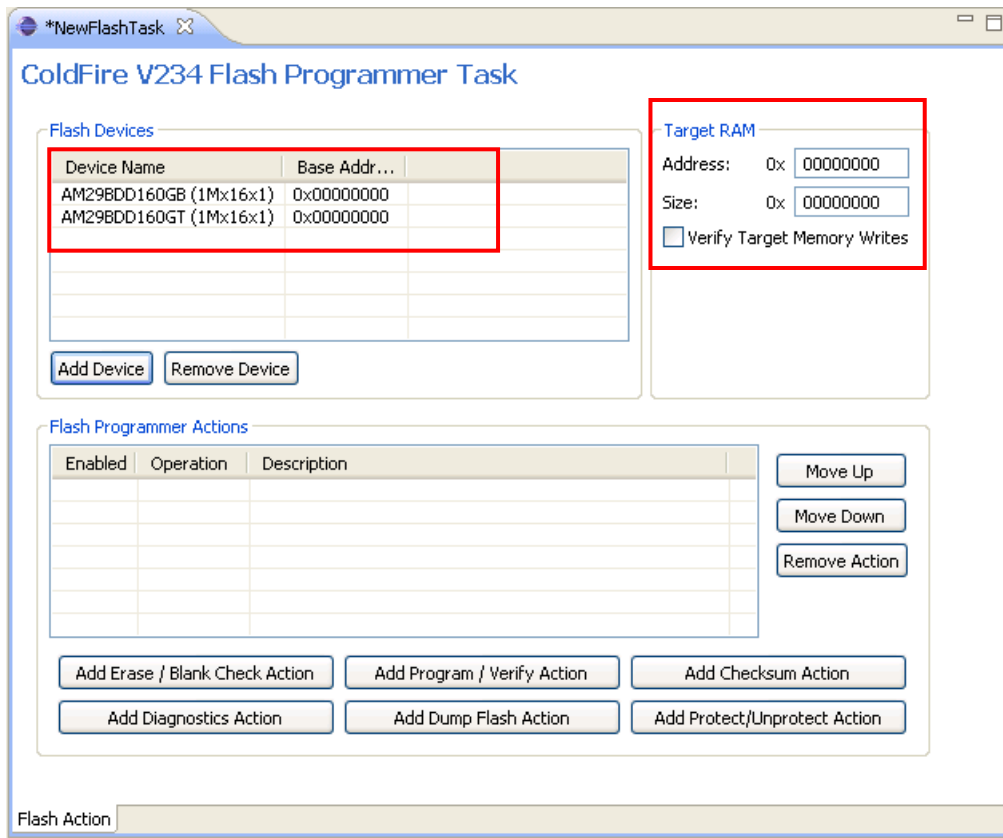 *NewFlashTask
ColdFire V234 Flash Programmer Task
Flash Devices
Device Name Base Addr...
AM29BDD160GB (1Mx16x1) 0x00000000
AM29BDD160GT (1Mx16x1) 0x00000000
Add Device Remove Device
Target RAM
Address: 0x 00000000
Size: 0x 00000000
Verify Target Memory Writes
Flash Programmer Actions
Enabled Operation Description
Move Up
Move Down
Remove Action
Add Erase / Blank Check Action Add Program / Verify Action Add Checksum Action
Add Diagnostics Action Add Dump Flash Action Add Protect/Unprotect Action
Flash Action